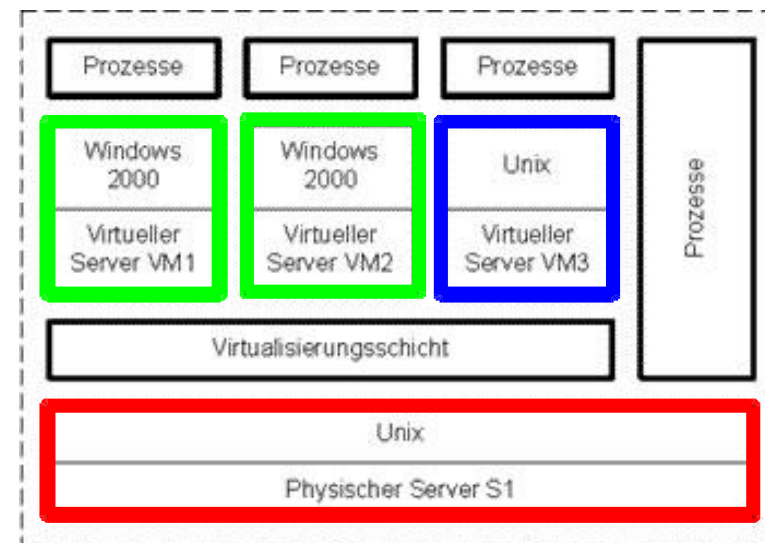 Prozesse
Prozesse
Prozesse
Prozesse
Windows
2000
Windows
2000
Unix
Virtueller
Server VM1
Virtueller
Server VM2
Virtueller
Server VM3
Virtualisierungsschicht
Unix
Physischer Server S1